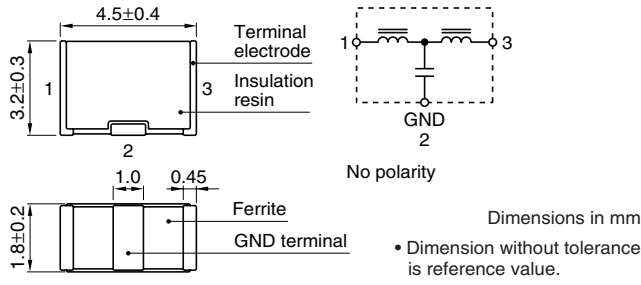 4.5±0.4
Terminal
electrode
Insulation
resin
3.2±0.3
1
3
2
1
3
GND
2
No polarity
1.0
0.45
1.8±0.2
Ferrite
GND terminal
Dimensions in mm
• Dimension without tolerance
is reference value.